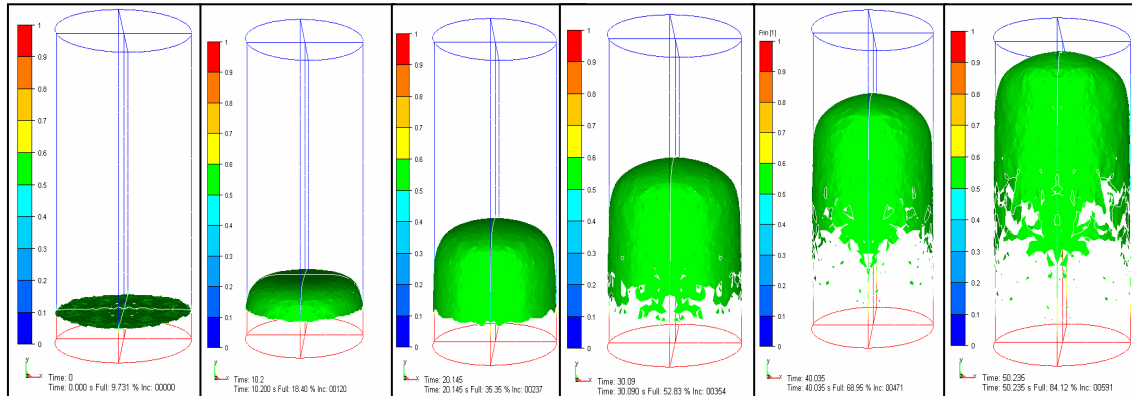 1
0.9
0.8
0.7
0.6
0.5
0.4
0.3
0.2
0.1
0
y
x
Time: 0
Time: 0.000 s Full: 9.731 % Inc: 00000
1
0.9
0.8
0.7
0.6
0.5
0.4
0.3
0.2
0.1
0
y
x
Time: 10.2
Time: 10.200 s Full: 18.40 % Inc: 00120
1
0.9
0.8
0.7
0.6
0.5
0.4
0.3
0.2
0.1
0
y
x
Time: 20.145
Time: 20.145 s Full: 35.35 % Inc: 00237
1
0.9
0.8
0.7
0.6
0.5
0.4
0.3
0.2
0.1
0
y
x
Time: 30.09
Time: 30.090 s Full: 52.83 % Inc: 00354
Frin [1]
1
0.9
0.8
0.7
0.6
0.5
0.4
0.3
0.2
0.1
0
y
x
Time: 40.035
Time: 40.035 s Full: 68.95 % Inc: 00471
1
0.9
0.8
0.7
0.6
0.5
0.4
0.3
0.2
0.1
0
y
x
Time: 50.235
Time: 50.235 s Full: 84.12 % Inc: 00591